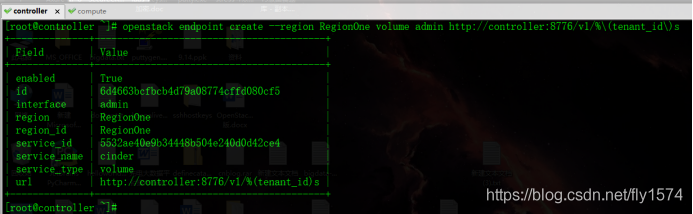 controller compute
[root@controller ~]# openstack endpoint create --region RegionOne volume admin http://controller:8776/v1/%\(tenant_id\)s
+--------------+----------------------------------+
| Field | Value |
+--------------+----------------------------------+
| enabled | True |
| id | 6d4663bcfbcb4d79a08774cffd080cf5 |
| interface | admin |
| region | RegionOne |
| region_id | RegionOne |
| service_id | 5532ae40e9b34448b504e240d0d42ce4 |
| service_name | cinder |
| service_type | volume |
| url | http://controller:8776/v1/%(tenant_id)s |
+--------------+----------------------------------+
[root@controller ~]#
https://blog.csdn.net/fly1574